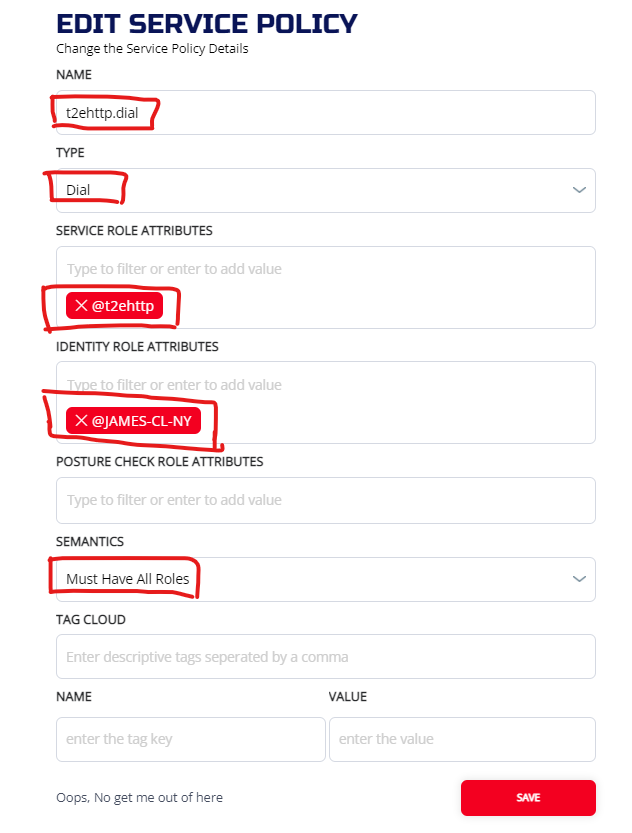 EDIT SERVICE POLICY
Change the Service Policy Details
NAME
t2ehttp.dial
TYPE
Dial
SERVICE ROLE ATTRIBUTES
Type to filter or enter to add value
@t2ehttp
IDENTITY ROLE ATTRIBUTES
Type to filter or enter to add value
@JAMES-CL-NY
POSTURE CHECK ROLE ATTRIBUTES
Type to filter or enter to add value
SEMANTICS
Must Have All Roles
TAG CLOUD
Enter descriptive tags seperated by a comma
NAME VALUE
enter the tag key enter the value
Oops, No get me out of here SAVE